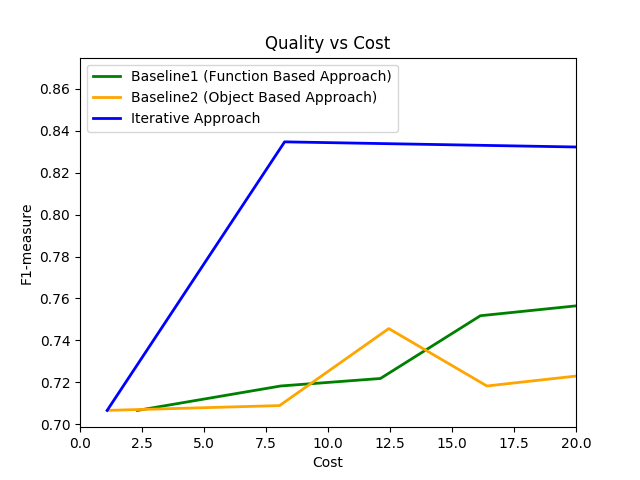 Quality vs Cost
Baseline1 (Function Based Approach)
Baseline2 (Object Based Approach)
Iterative Approach
0.86
0.84
0.82
0.80
0.78
0.76
0.74
0.72
0.70
F1-measure
0.0 2.5 5.0 7.5 10.0 12.5 15.0 17.5 20.0
Cost